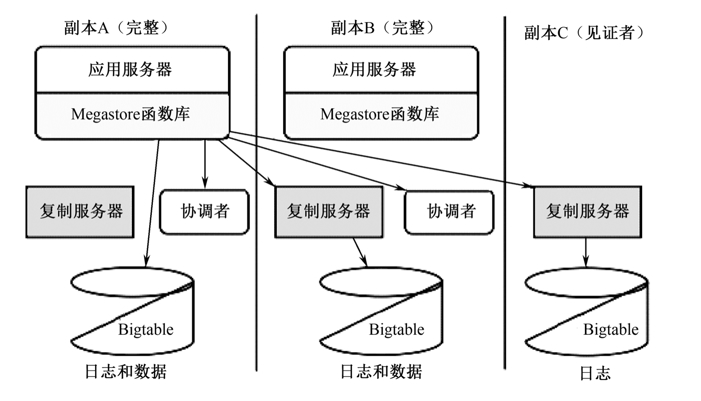 副本A（完整）
副本B（完整）
副本C（见证者）
应用服务器
应用服务器
Megastore函数库
Megastore函数库
复制服务器
协调者
复制服务器
协调者
复制服务器
Bigtable
Bigtable
Bigtable
日志和数据
日志和数据
日志